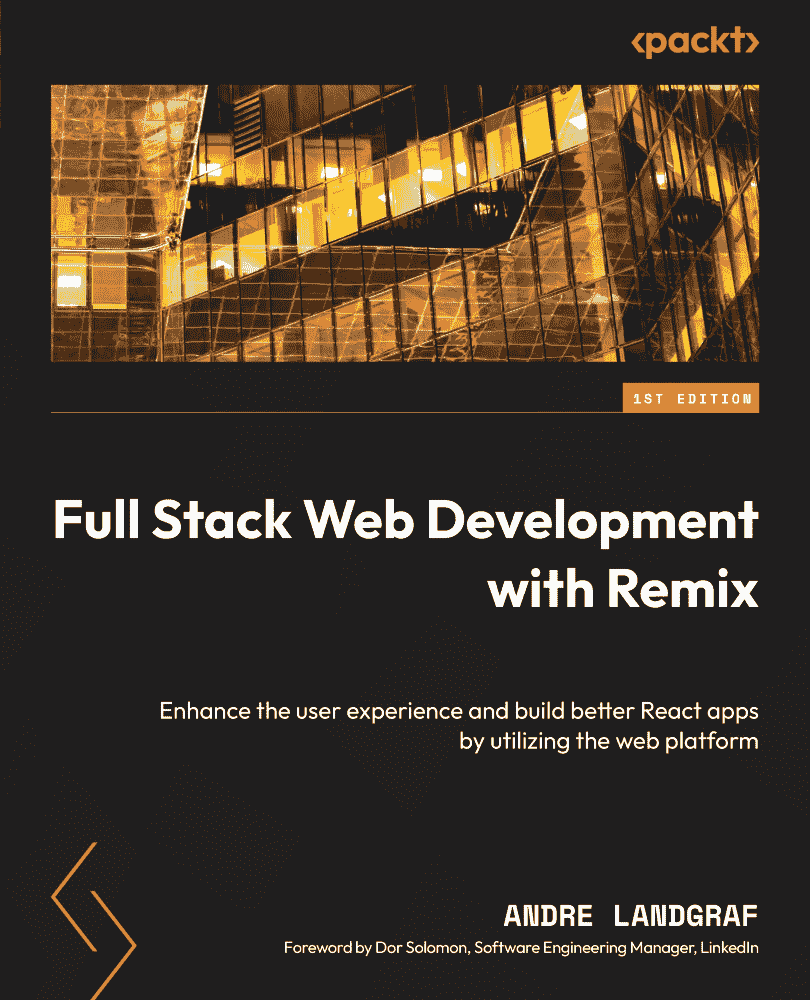 <packt>
1ST EDITION
Full Stack Web Development
with Remix
Enhance the user experience and build better React apps
by utilizing the web platform
ANDRE LANDGRAF
Foreword by Dor Solomon, Software Engineering Manager, LinkedIn